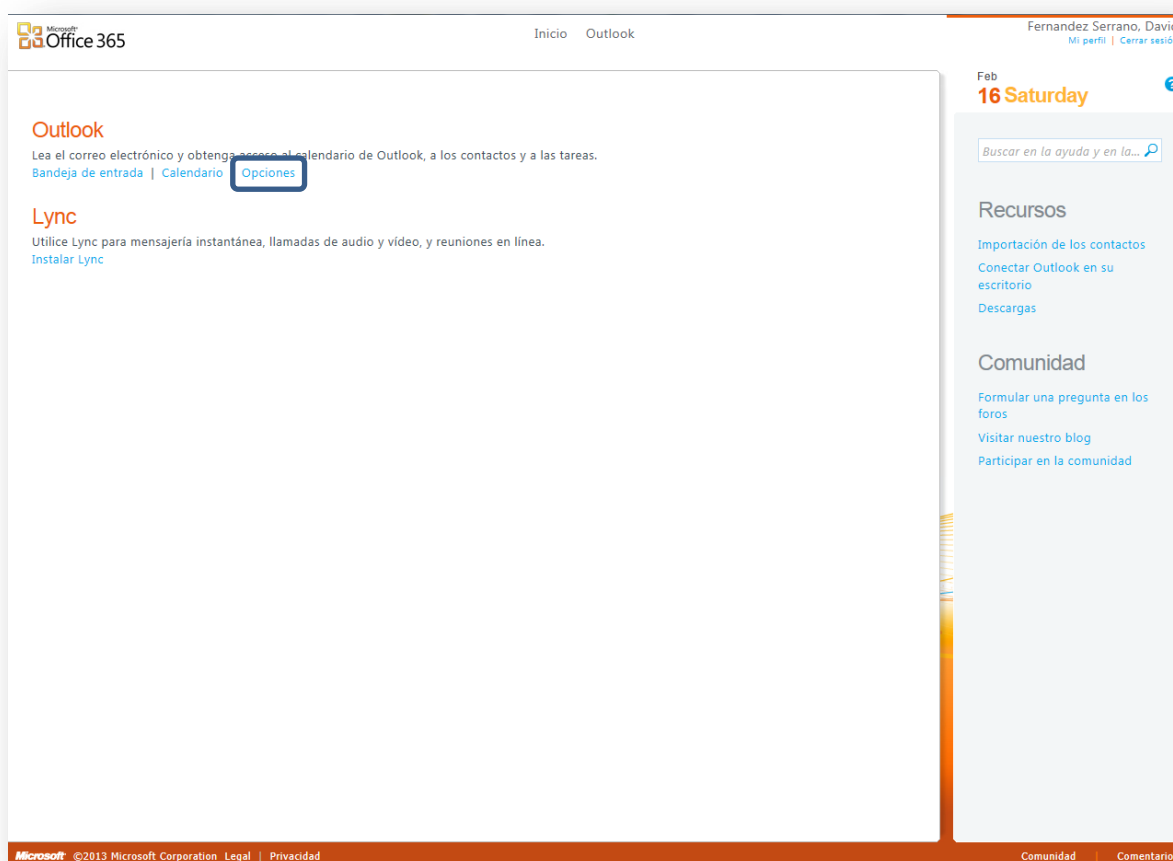 Microsoft®
Office 365
Inicio Outlook
Fernandez Serrano, David
Mi perfil | Cerrar sesió
Feb
16 Saturday
Outlook
Lea el correo electrónico y obtenga acceso al calendario de Outlook, a los contactos y a las tareas.
Bandeja de entrada | Calendario Opciones
Lync
Utilice Lync para mensajería instantánea, llamadas de audio y vídeo, y reuniones en línea.
Instalar Lync
Buscar en la ayuda y en la...
Recursos
Importación de los contactos
Conectar Outlook en su
escritorio
Descargas
Comunidad
Formular una pregunta en los
foros
Visitar nuestro blog
Participar en la comunidad
Microsoft ©2013 Microsoft Corporation Legal | Privacidad
Comunidad | Comentario